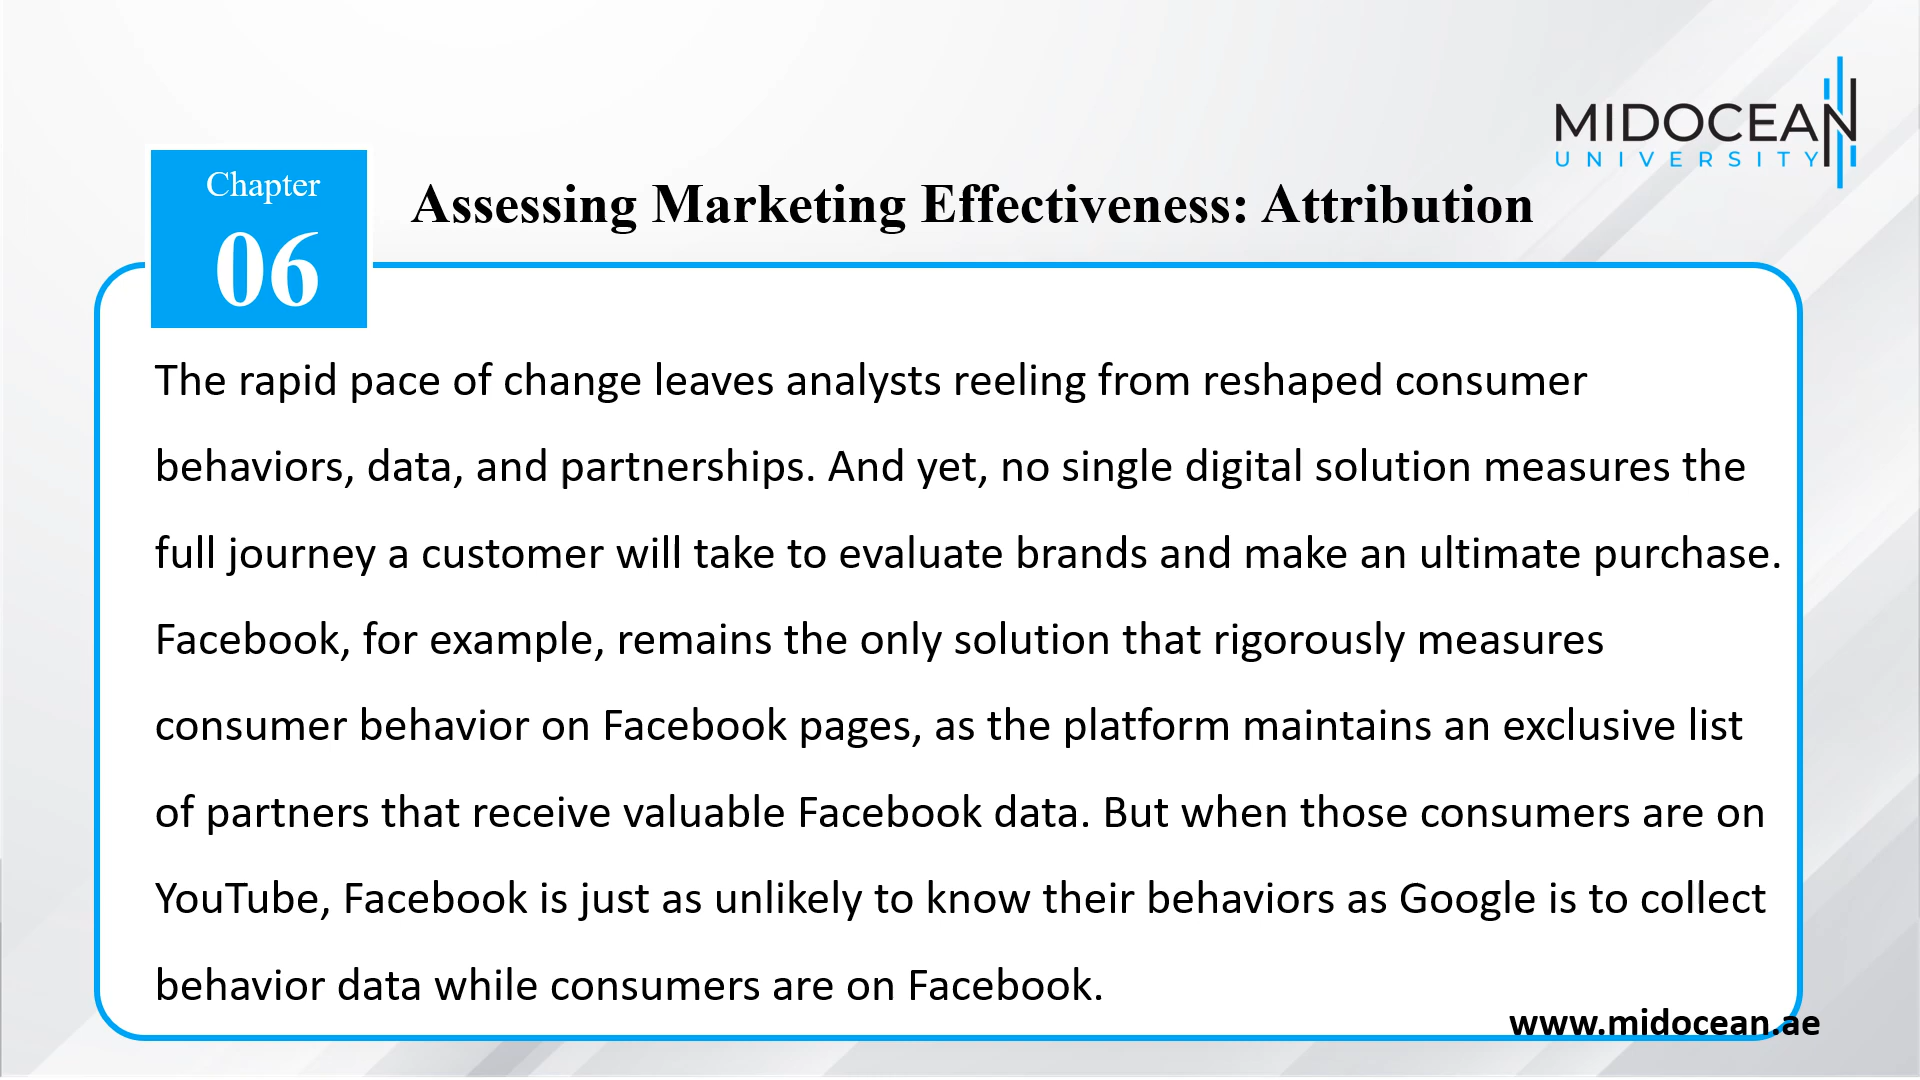 MIDOCEAN
UNIVERSITY
Chapter
06
Assessing Marketing Effectiveness: Attribution
The rapid pace of change leaves analysts reeling from reshaped consumer
behaviors, data, and partnerships. And yet, no single digital solution measures the
full journey a customer will take to evaluate brands and make an ultimate purchase.
Facebook, for example, remains the only solution that rigorously measures
consumer behavior on Facebook pages, as the platform maintains an exclusive list
of partners that receive valuable Facebook data. But when those consumers are on
YouTube, Facebook is just as unlikely to know their behaviors as Google is to collect
behavior data while consumers are on Facebook.
www.midocean.ae